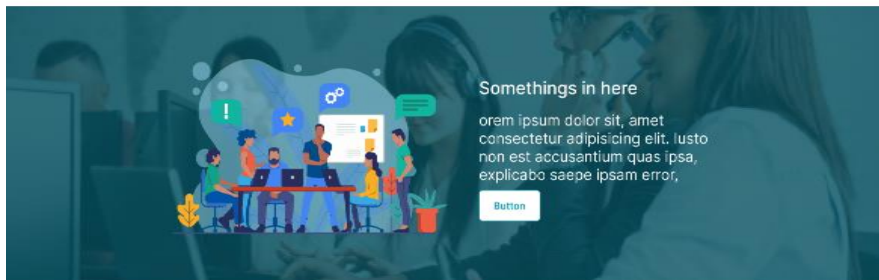 Somethings in here
orem ipsum dolor sit, amet
consectetur adipisicing elit. Iusto
non est accusantium quas ipsa,
explicabo saepe ipsam error,
Button